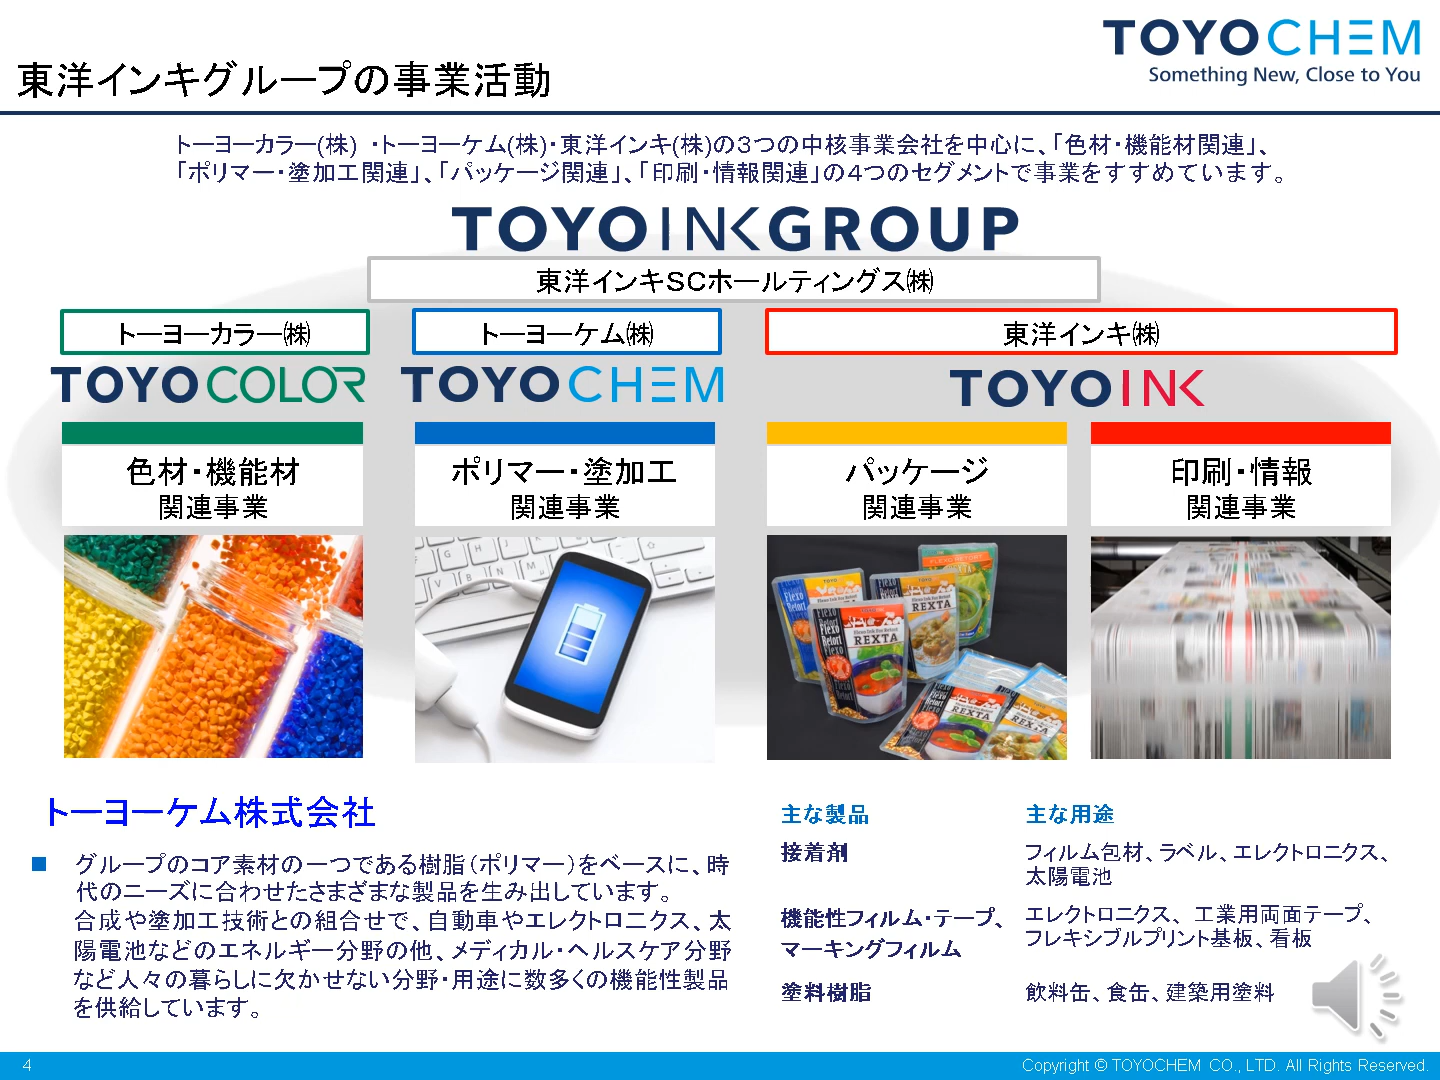 TOYOCHEM
Something New, Close to You
東洋インキグループの事業活動
トーヨーカラー(株) ・トーヨーケム(株)・東洋インキ(株)の３つの中核事業会社を中心に、「色材・機能材関連」、
「ポリマー・塗加工関連」、「パッケージ関連」、「印刷・情報関連」の４つのセグメントで事業をすすめています。
TOYOINKGROUP
東洋インキSCホールディングス㈱
トーヨーカラー㈱
トーヨーケム㈱
東洋インキ㈱
TOYOCOLOR
TOYOCHEM
TOYOINK
色材・機能材
関連事業
ポリマー・塗加工
関連事業
パッケージ
関連事業
印刷・情報
関連事業
REXTA
REXTA
REXTA
REXTA
トーヨーケム株式会社
グループのコア素材の一つである樹脂（ポリマー）をベースに、時
代のニーズに合わせたさまざまな製品を生み出しています。
合成や塗加工技術との組合せで、自動車やエレクトロニクス、太
陽電池などのエネルギー分野の他、メディカル・ヘルスケア分野
など人々の暮らしに欠かせない分野・用途に数多くの機能性製品
を供給しています。
主な製品
主な用途
接着剤
フィルム包材、ラベル、エレクトロニクス、
太陽電池
機能性フィルム・テープ、
マーキングフィルム
エレクトロニクス、 工業用両面テープ、
フレキシブルプリント基板、看板
塗料樹脂
飲料缶、食缶、建築用塗料
4
Copyright © TOYOCHEM CO., LTD. All Rights Reserved.